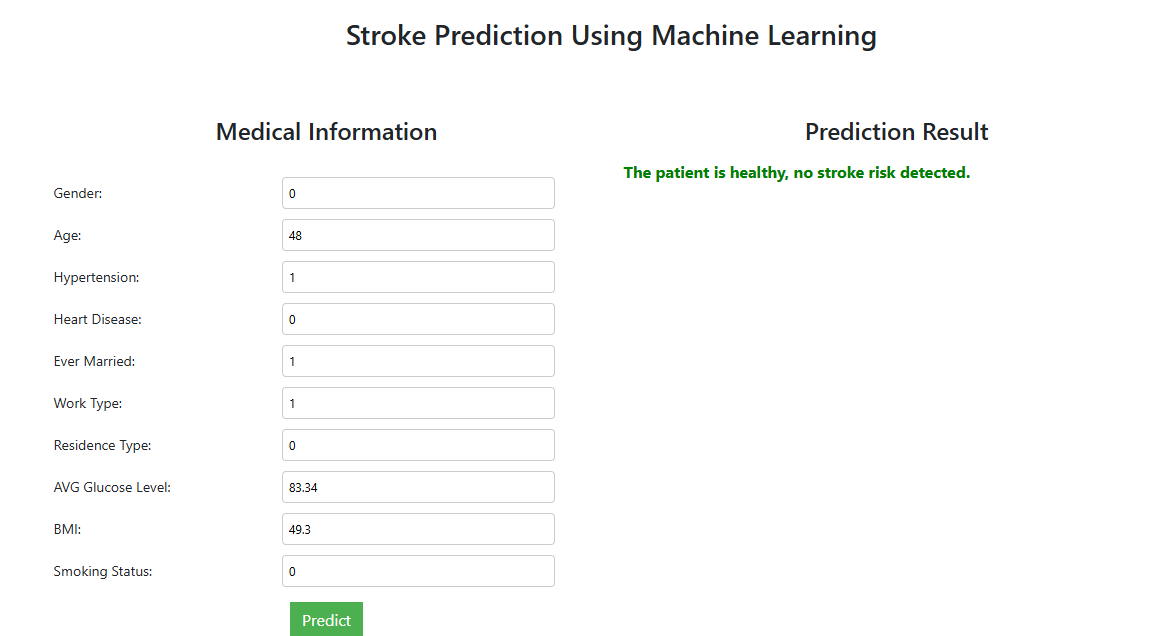 Stroke Prediction Using Machine Learning
Medical Information
Gender: 0
Age: 48
Hypertension: 1
Heart Disease: 0
Ever Married: 1
Work Type: 1
Residence Type: 0
AVG Glucose Level: 83.34
BMI: 49.3
Smoking Status: 0
Predict
Prediction Result
The patient is healthy, no stroke risk detected.